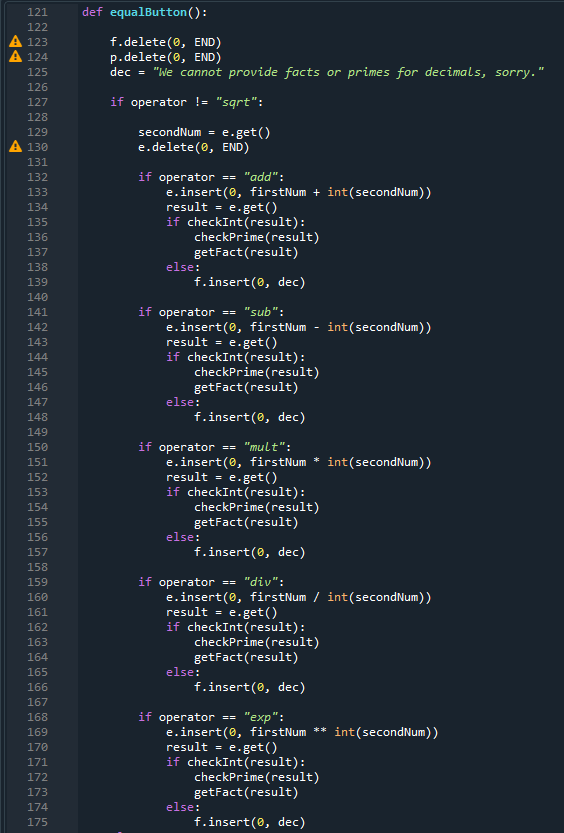 121 def equalButton():
122
123 f.delete(0, END)
124 p.delete(0, END)
125 dec = "We cannot provide facts or primes for decimals, sorry."
126
127 if operator != "sqrt":
128
129 secondNum = e.get()
130 e.delete(0, END)
131
132 if operator == "add":
133 e.insert(0, firstNum + int(secondNum))
134 result = e.get()
135 if checkInt(result):
136 checkPrime(result)
137 getFact(result)
138 else:
139 f.insert(0, dec)
140
141 if operator == "sub":
142 e.insert(0, firstNum - int(secondNum))
143 result = e.get()
144 if checkInt(result):
145 checkPrime(result)
146 getFact(result)
147 else:
148 f.insert(0, dec)
149
150 if operator == "mult":
151 e.insert(0, firstNum * int(secondNum))
152 result = e.get()
153 if checkInt(result):
154 checkPrime(result)
155 getFact(result)
156 else:
157 f.insert(0, dec)
158
159 if operator == "div":
160 e.insert(0, firstNum / int(secondNum))
161 result = e.get()
162 if checkInt(result):
163 checkPrime(result)
164 getFact(result)
165 else:
166 f.insert(0, dec)
167
168 if operator == "exp":
169 e.insert(0, firstNum ** int(secondNum))
170 result = e.get()
171 if checkInt(result):
172 checkPrime(result)
173 getFact(result)
174 else:
175 f.insert(0, dec)